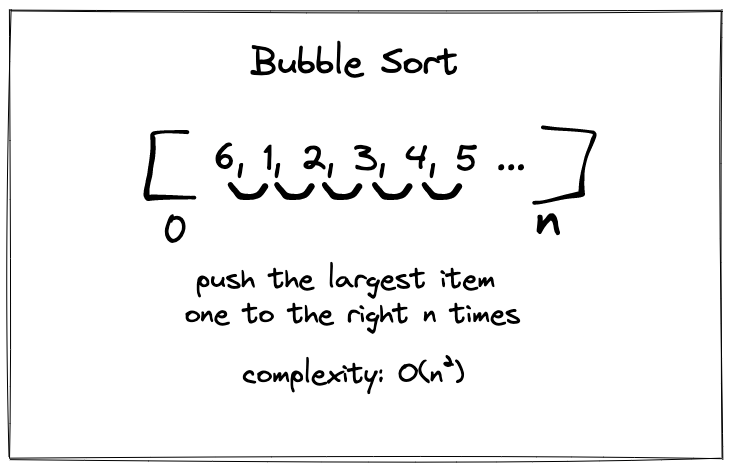 Bubble Sort
[ 6, 1, 2, 3, 4, 5 ... ]
0 n
push the largest item
one to the right n times
complexity: O(n²)